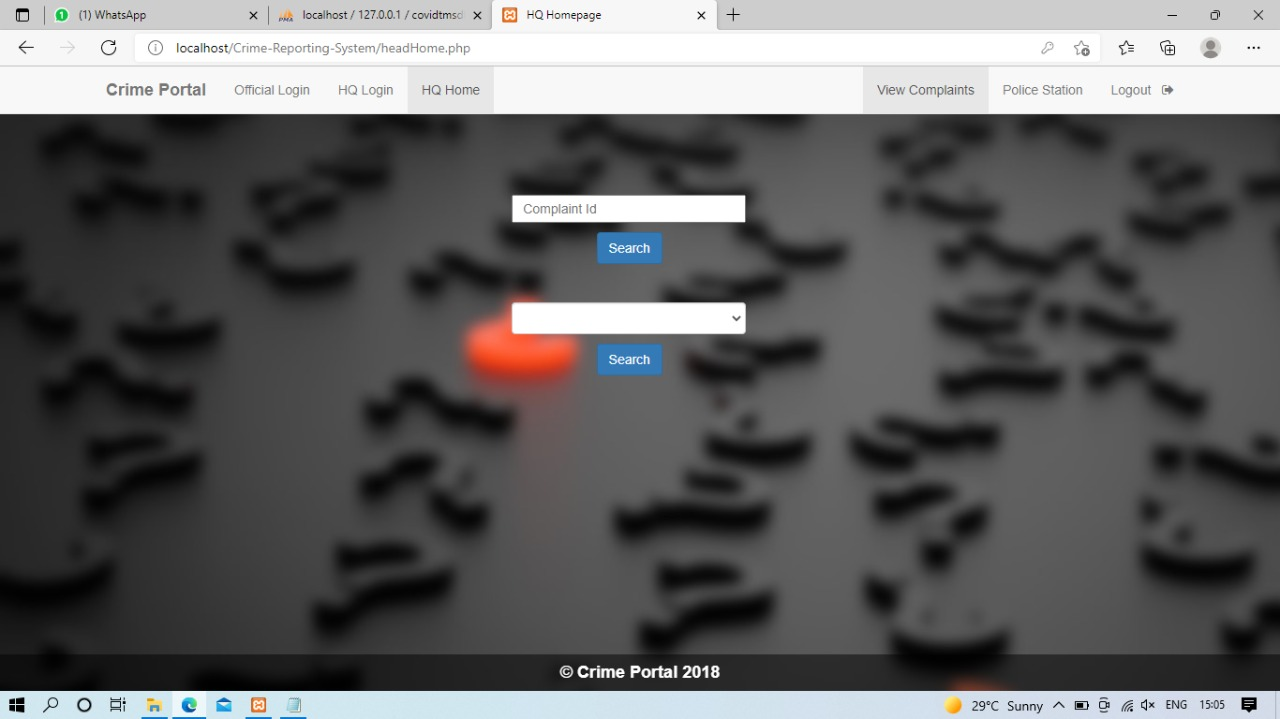 (1) WhatsApp
localhost / 127.0.0.1 / covidtmsd
HQ Homepage
localhost/Crime-Reporting-System/headHome.php
Crime Portal Official Login HQ Login HQ Home View Complaints Police Station Logout
Complaint Id
Search
Search
© Crime Portal 2018
29°C Sunny ENG 15:05